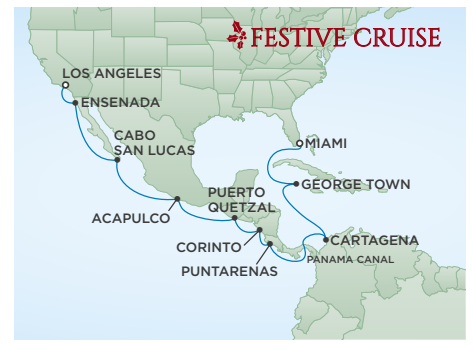 FESTIVE CRUISE
LOS ANGELES
ENSENADA
CABO
SAN LUCAS
MIAMI
GEORGE TOWN
PUERTO
QUETZAL
ACAPULCO
CORINTO
CARTAGENA
PANAMA CANAL
PUNTARENAS